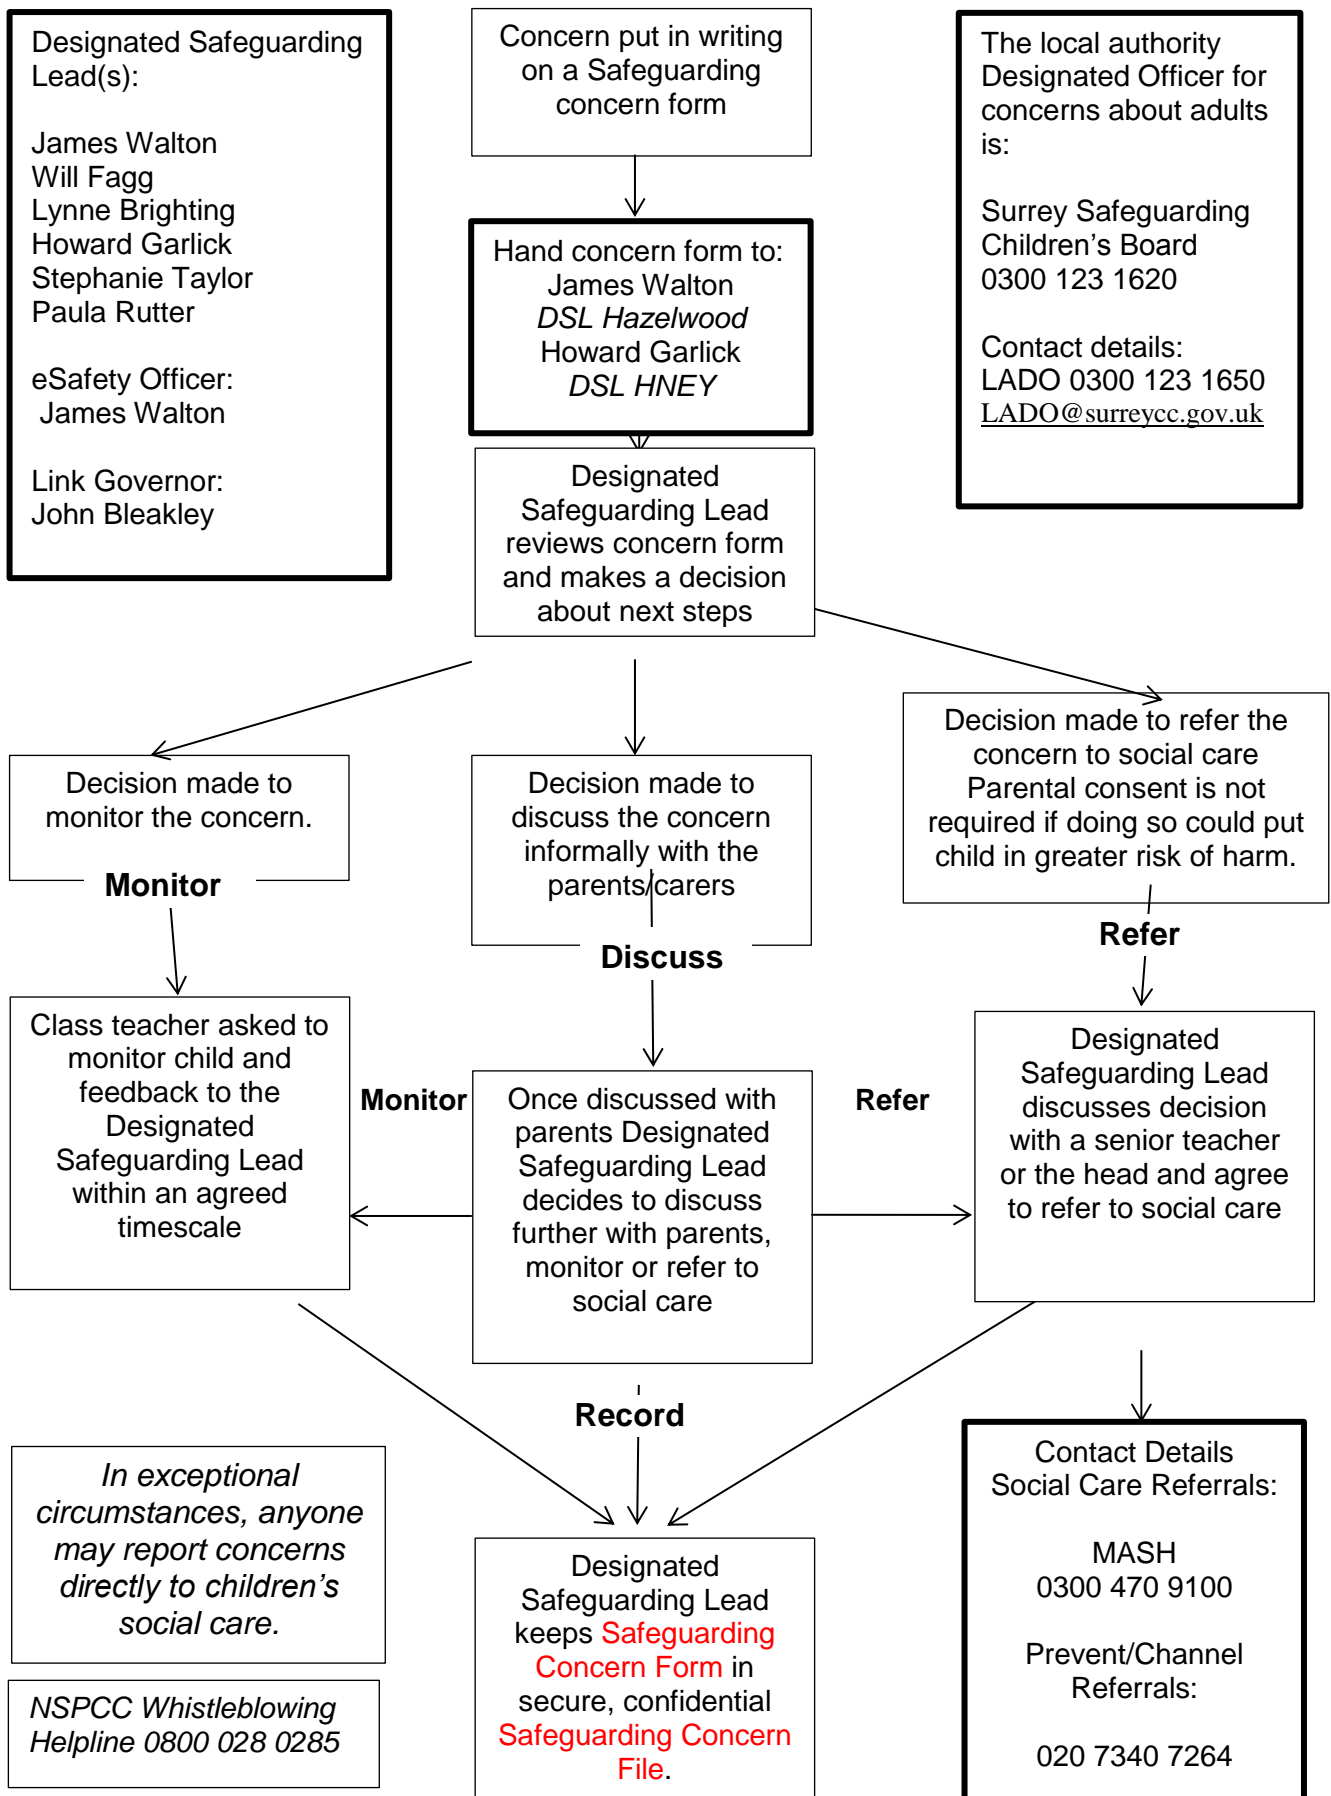 Designated Safeguarding
Lead(s):
James Walton
Will Fagg
Lynne Brighting
Howard Garlick
Stephanie Taylor
Paula Rutter
eSafety Officer:
James Walton
Link Governor:
John Bleakley
Concern put in writing
on a Safeguarding
concern form
The local authority
Designated Officer for
concerns about adults
is:
Surrey Safeguarding
Children’s Board
0300 123 1620
Contact details:
LADO 0300 123 1650
LADO@surreycc.gov.uk
Hand concern form to:
James Walton
DSL Hazelwood
Howard Garlick
DSL HNEY
Designated
Safeguarding Lead
reviews concern form
and makes a decision
about next steps
Decision made to
monitor the concern.
Monitor
Decision made to
discuss the concern
informally with the
parents/carers
Discuss
Decision made to refer the
concern to social care
Parental consent is not
required if doing so could put
child in greater risk of harm.
Refer
Class teacher asked to
monitor child and
feedback to the
Designated
Safeguarding Lead
within an agreed
timescale
Monitor
Once discussed with
parents Designated
Safeguarding Lead
decides to discuss
further with parents,
monitor or refer to
social care
Refer
Designated
Safeguarding Lead
discusses decision
with a senior teacher
or the head and agree
to refer to social care
Record
In exceptional
circumstances, anyone
may report concerns
directly to children’s
social care.
NSPCC Whistleblowing
Helpline 0800 028 0285
Designated
Safeguarding Lead
keeps Safeguarding
Concern Form in
secure, confidential
Safeguarding Concern
File.
Contact Details
Social Care Referrals:
MASH
0300 470 9100
Prevent/Channel
Referrals:
020 7340 7264